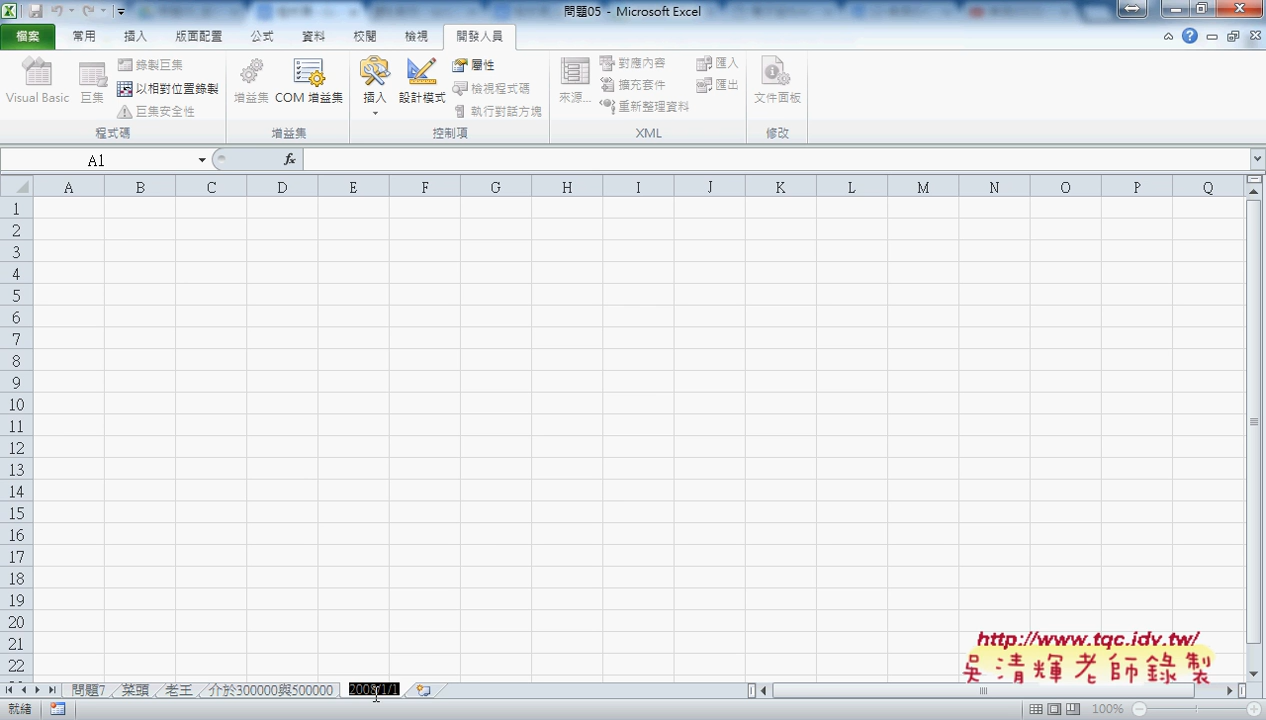 問題05 - Microsoft Excel
檔案 常用 插入 版面配置 公式 資料 校閱 檢視 開發人員
Visual Basic 巨集 錄製巨集 以相對位置錄製 巨集安全性 程式碼
增益集 COM 增益集 增益集
插入 設計模式 屬性 檢視程式碼 執行對話方塊 控制項
來源... 對應內容 擴充套件 重新整理資料 匯入 匯出 XML
文件面板 修改
A1 fx
A B C D E F G H I J K L M N O P Q
1
2
3
4
5
6
7
8
9
10
11
12
13
14
15
16
17
18
19
20
21
22
http://www.tqc.idv.tw/
吳清輝老師錄製
問題7 菜頭 老王 介於300000與500000 2008/1/1
就緒 100%